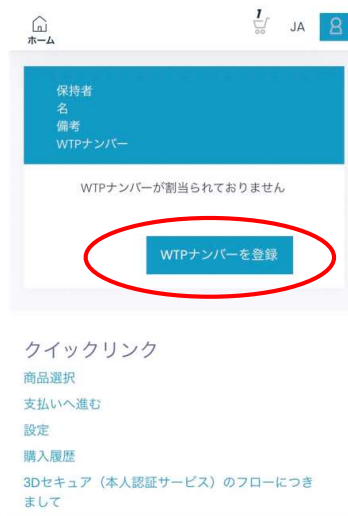 1
ホーム
JA
保持者
名
備考
WTPナンバー
WTPナンバーが割当られておりません
WTPナンバーを登録
クイックリンク
商品選択
支払いへ進む
設定
購入履歴
3Dセキュア（本人認証サービス）のフローにつき
まして